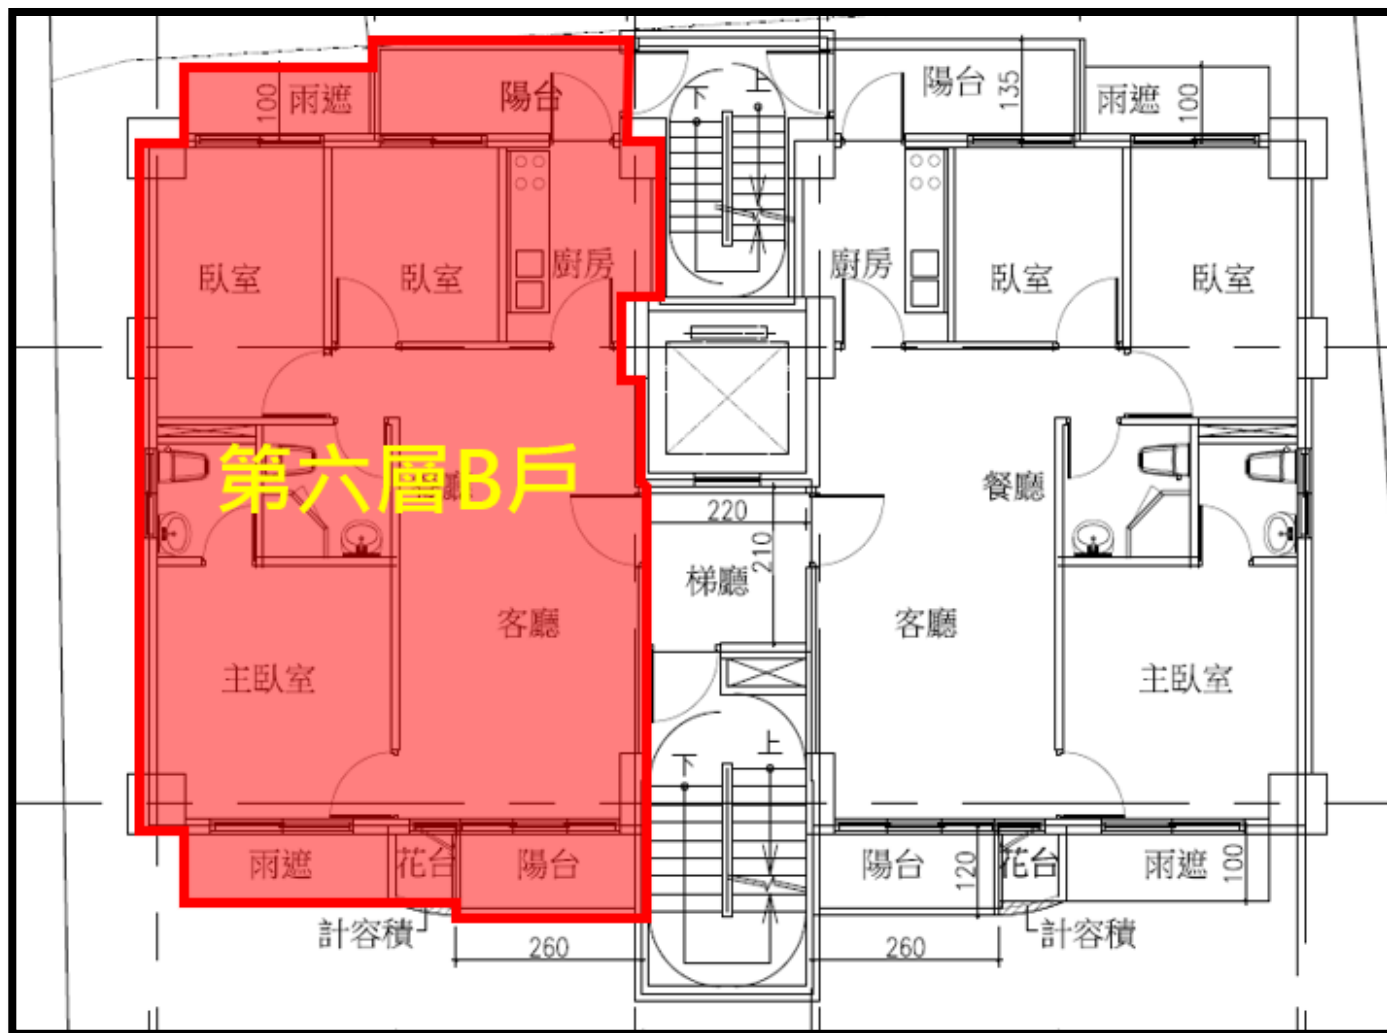 雨遮
100
陽台
下
上
陽台
135
雨遮
100
臥室
臥室
廚房
廚房
臥室
臥室
第六層B戶
餐廳
220
210
梯廳
客廳
客廳
主臥室
主臥室
下
上
雨遮
花台
陽台
陽台
120
花台
雨遮
100
計容積
計容積
260
260